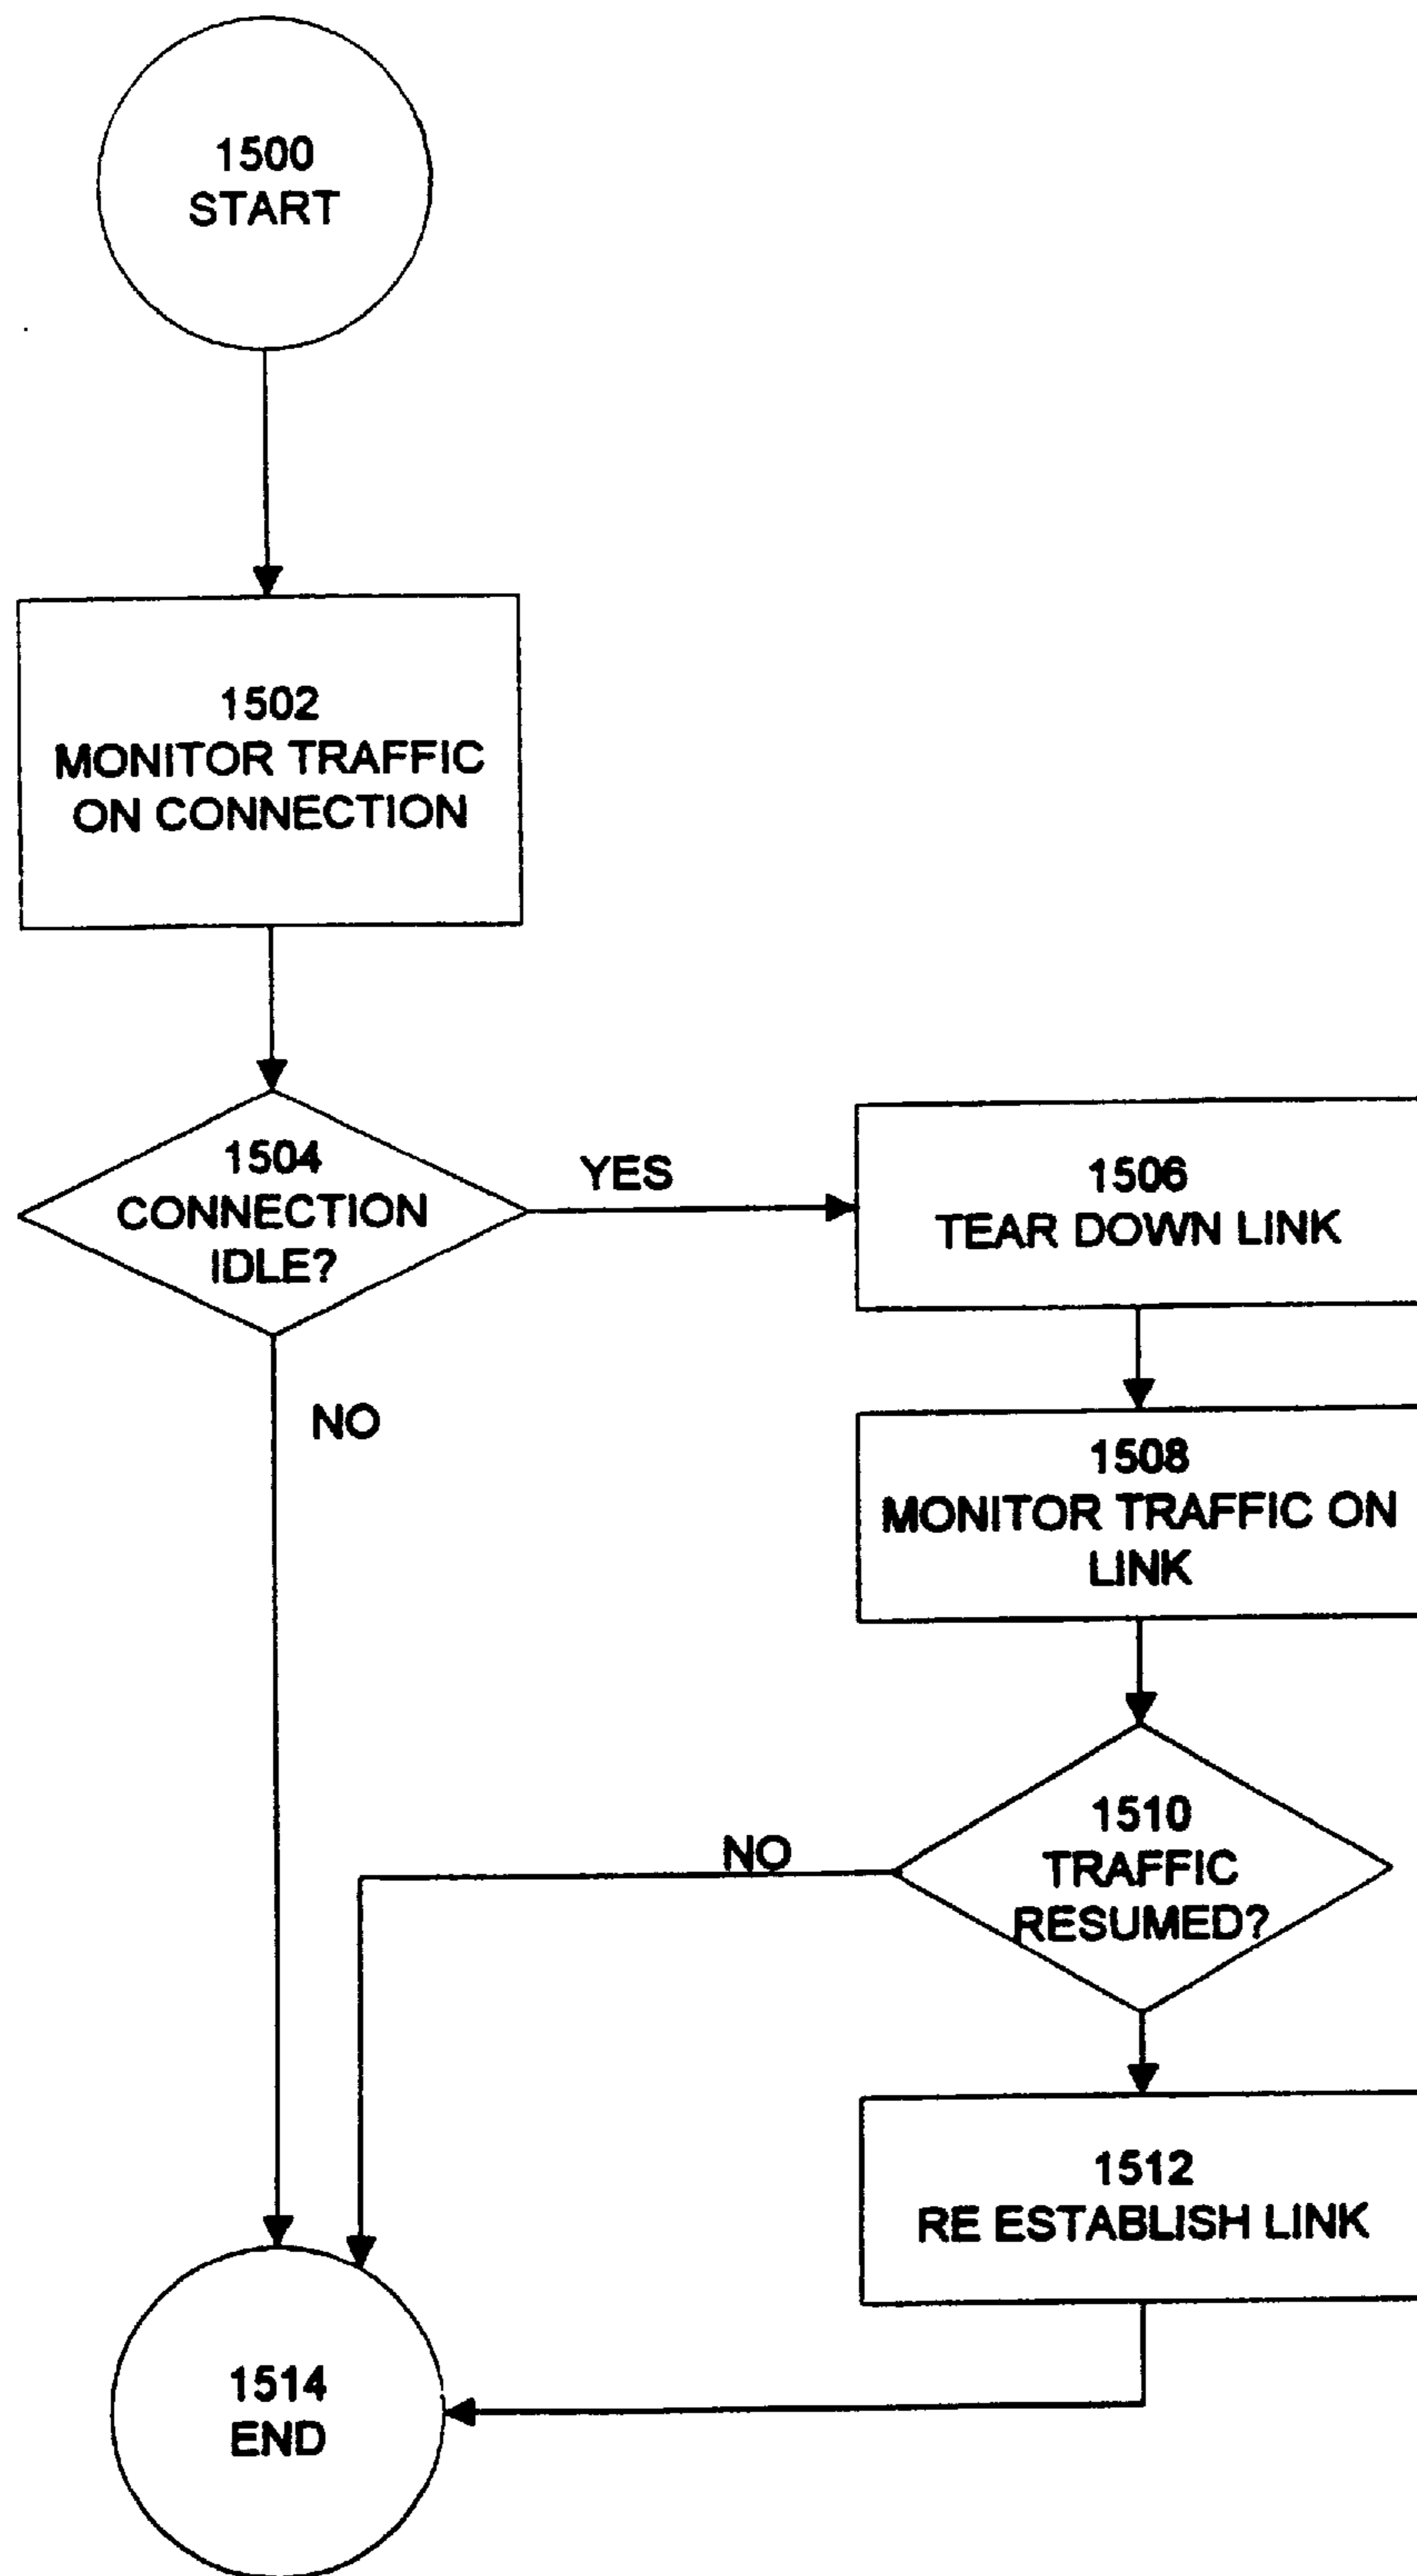 1500
START
1502
MONITOR TRAFFIC
ON CONNECTION
1504
CONNECTION
IDLE?
YES
NO
1506
TEAR DOWN LINK
1508
MONITOR TRAFFIC ON
LINK
1510
TRAFFIC
RESUMED?
NO
1512
RE ESTABLISH LINK
1514
END